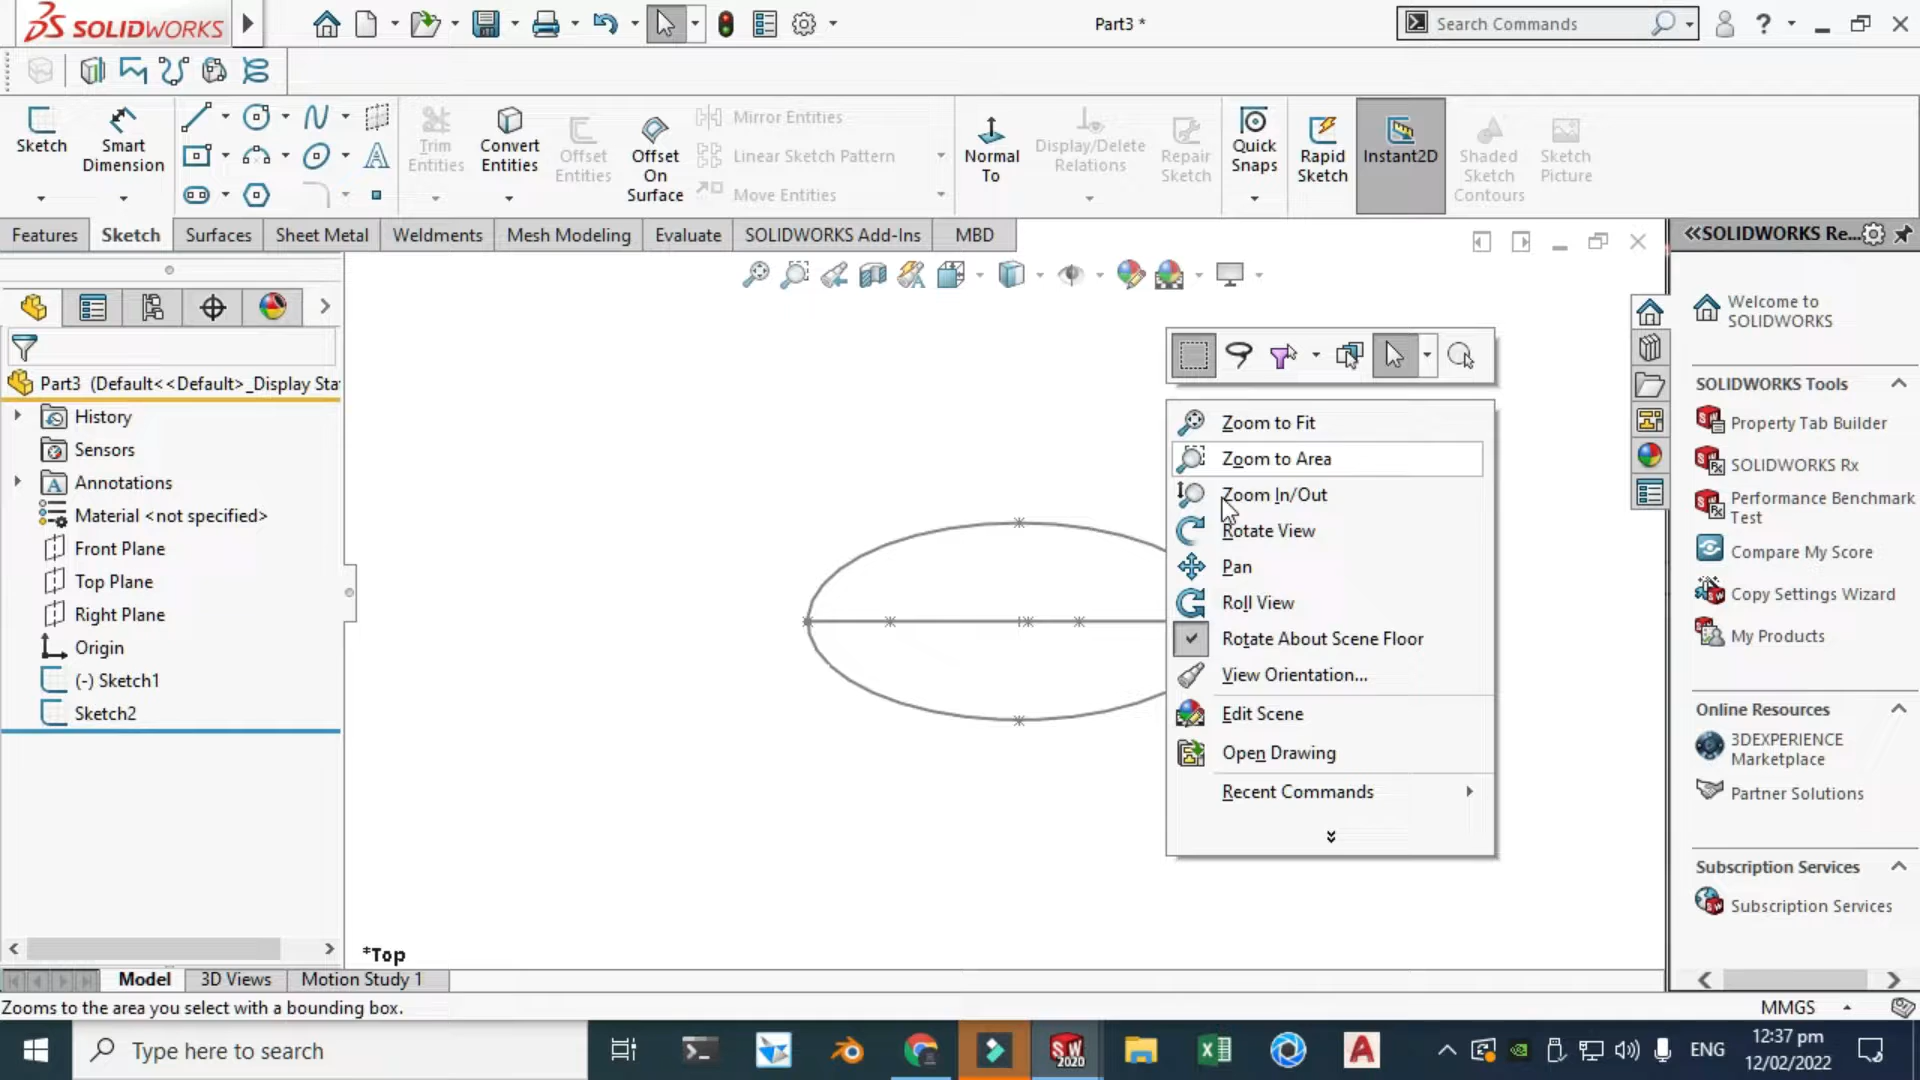 SOLIDWORKS
Part3 *
Search Commands
Sketch
Smart
Dimension
Trim
Entities
Convert
Entities
Offset
Entities
Offset
On
Surface
Mirror Entities
Linear Sketch Pattern
Move Entities
Normal
To
Display/Delete
Relations
Repair
Sketch
Quick
Snaps
Rapid
Sketch
Instant2D
Shaded
Sketch
Contours
Sketch
Picture
Features
Sketch
Surfaces
Sheet Metal
Weldments
Mesh Modeling
Evaluate
SOLIDWORKS Add-Ins
MBD
SOLIDWORKS Re...
Part3 (Default<<Default>_Display Sta
History
Sensors
Annotations
Material <not specified>
Front Plane
Top Plane
Right Plane
Origin
(-) Sketch1
Sketch2
Zoom to Fit
Zoom to Area
Zoom In/Out
Rotate View
Pan
Roll View
Rotate About Scene Floor
View Orientation...
Edit Scene
Open Drawing
Recent Commands
Welcome to
SOLIDWORKS
SOLIDWORKS Tools
Property Tab Builder
SOLIDWORKS Rx
Performance Benchmark
Test
Compare My Score
Copy Settings Wizard
My Products
Online Resources
3DEXPERIENCE
Marketplace
Partner Solutions
Subscription Services
Subscription Services
*Top
Model
3D Views
Motion Study 1
Zooms to the area you select with a bounding box.
MMGS
Type here to search
SW
2020
ENG
12:37 pm
12/02/2022